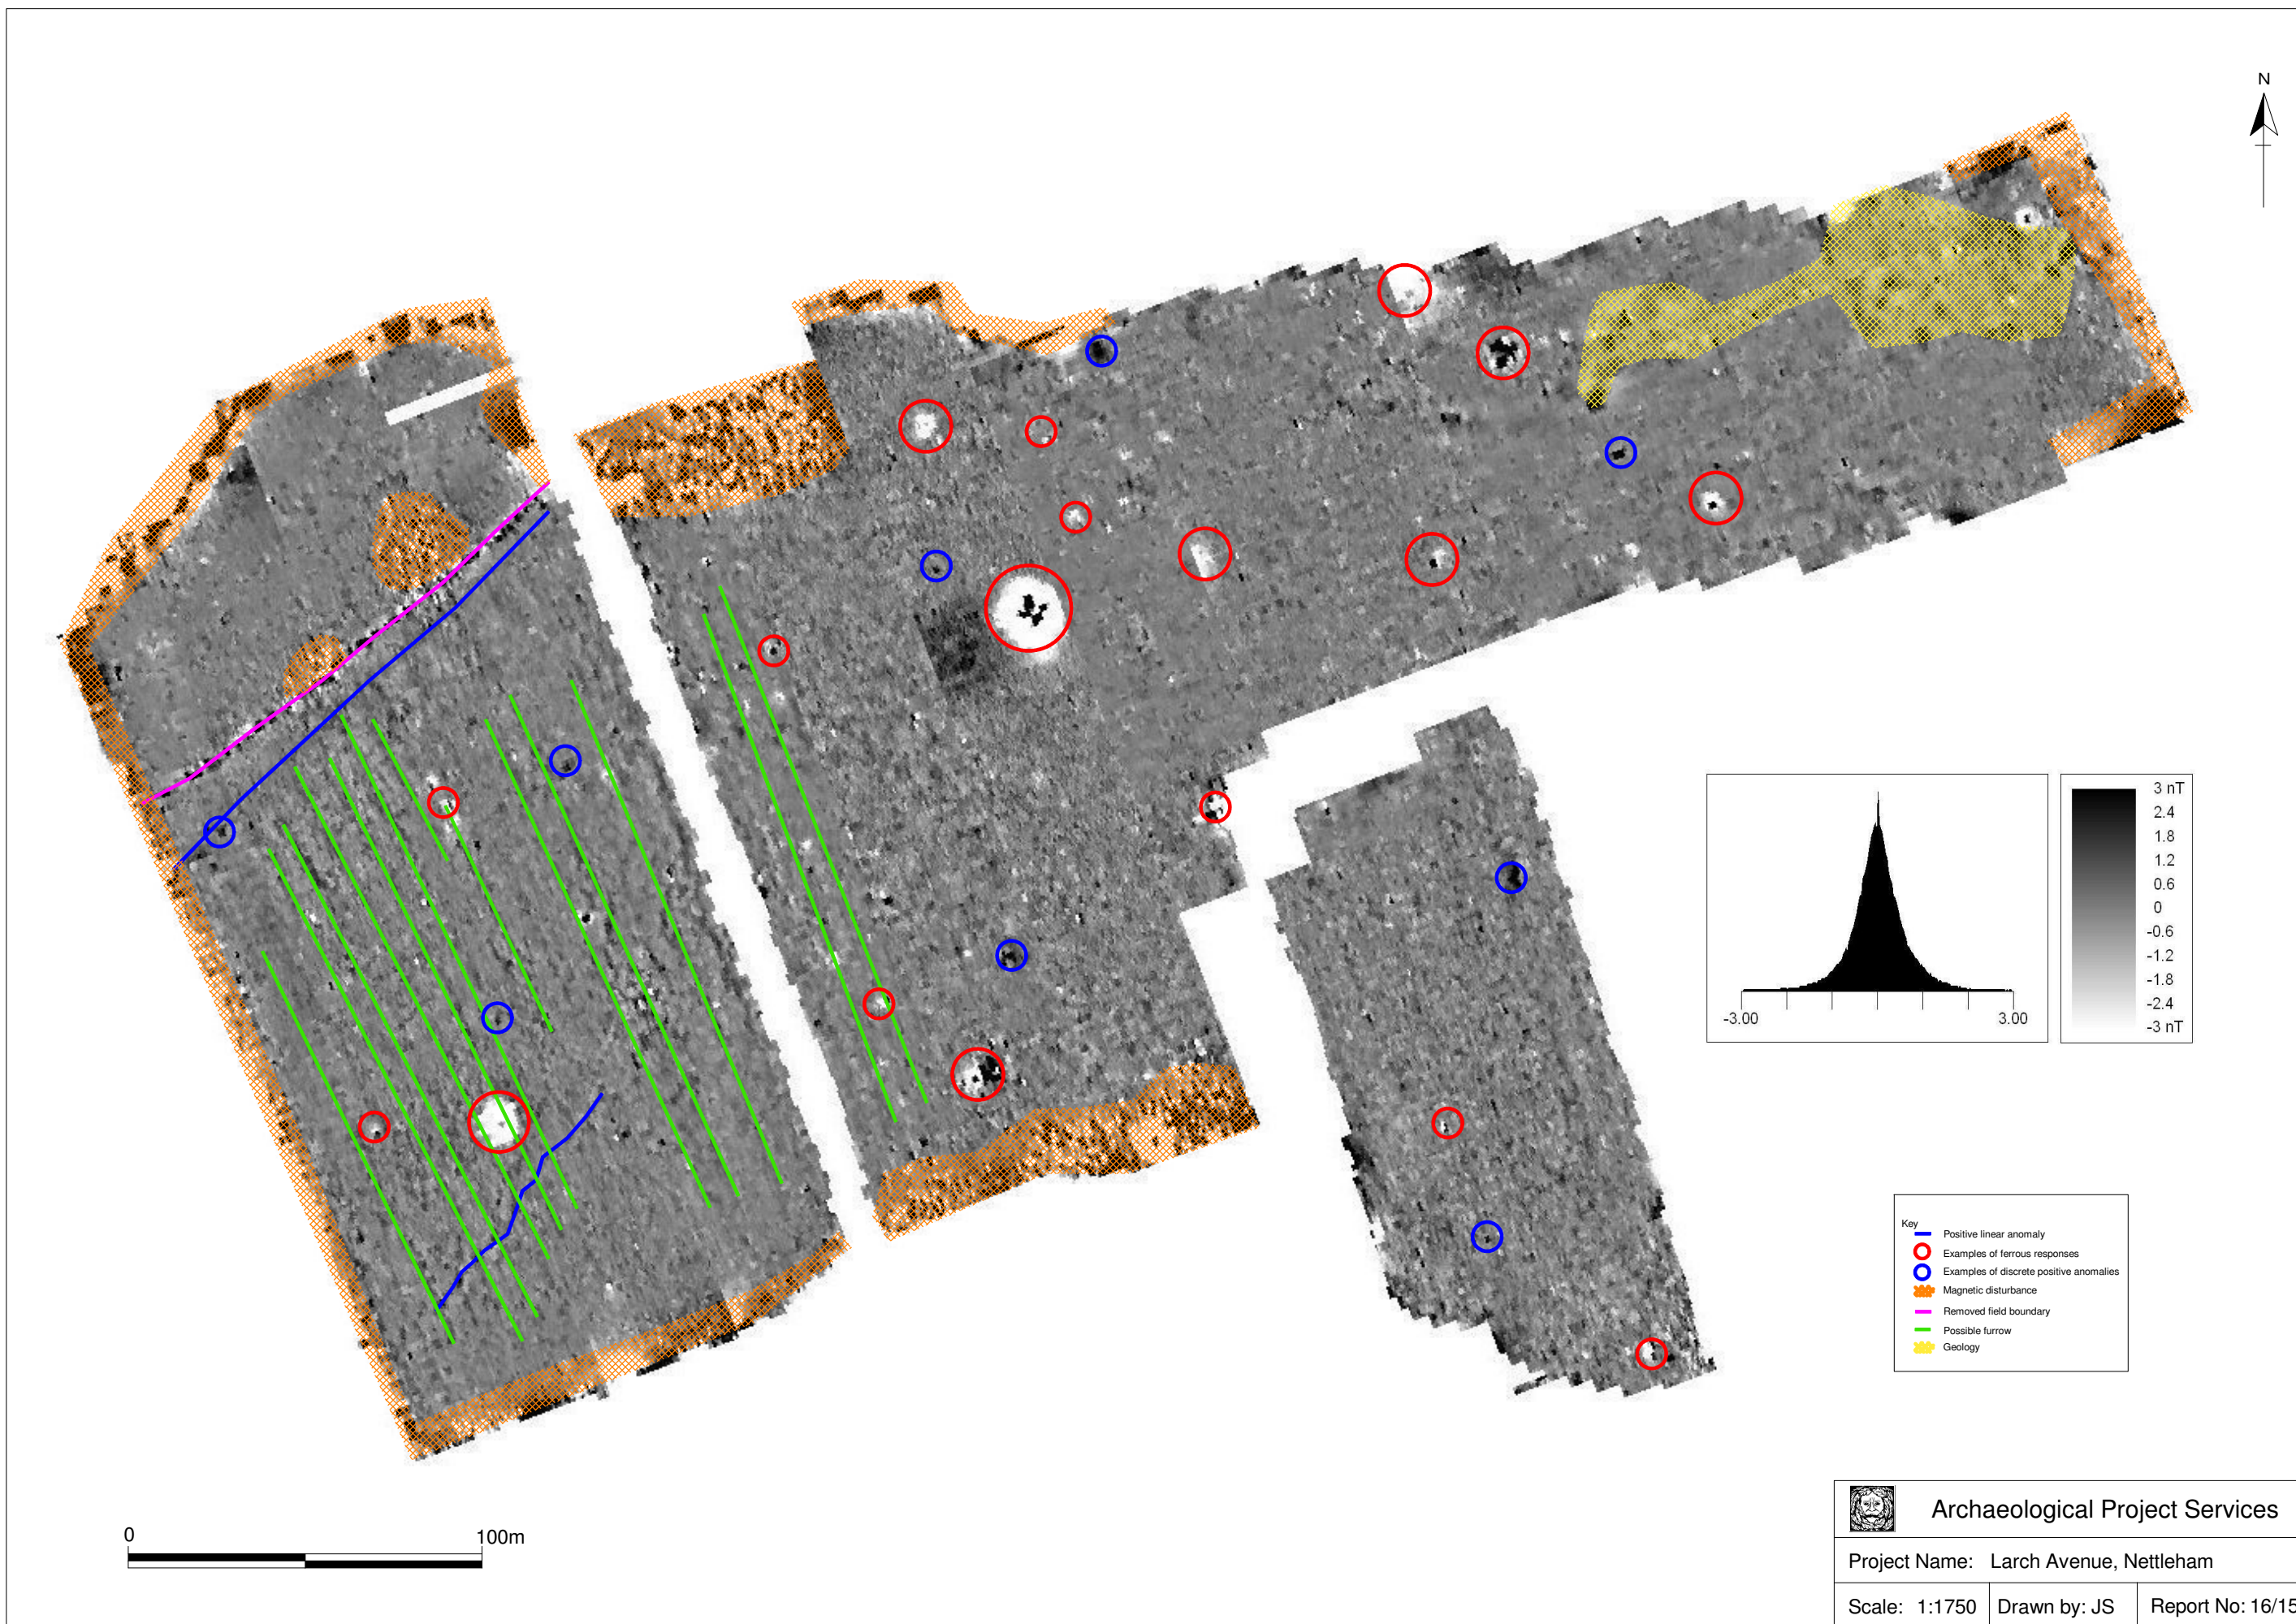 N
3 nT
2.4
1.8
1.2
0.6
0
-0.6
-1.2
-1.8
-2.4
-3 nT
-3.00 3.00
Key
Positive linear anomaly
Examples of ferrous responses
Examples of discrete positive anomalies
Magnetic disturbance
Removed field boundary
Possible furrow
Geology
0 100m
Archaeological Project Services
Project Name: Larch Avenue, Nettleham
Scale: 1:1750 Drawn by: JS Report No: 16/15